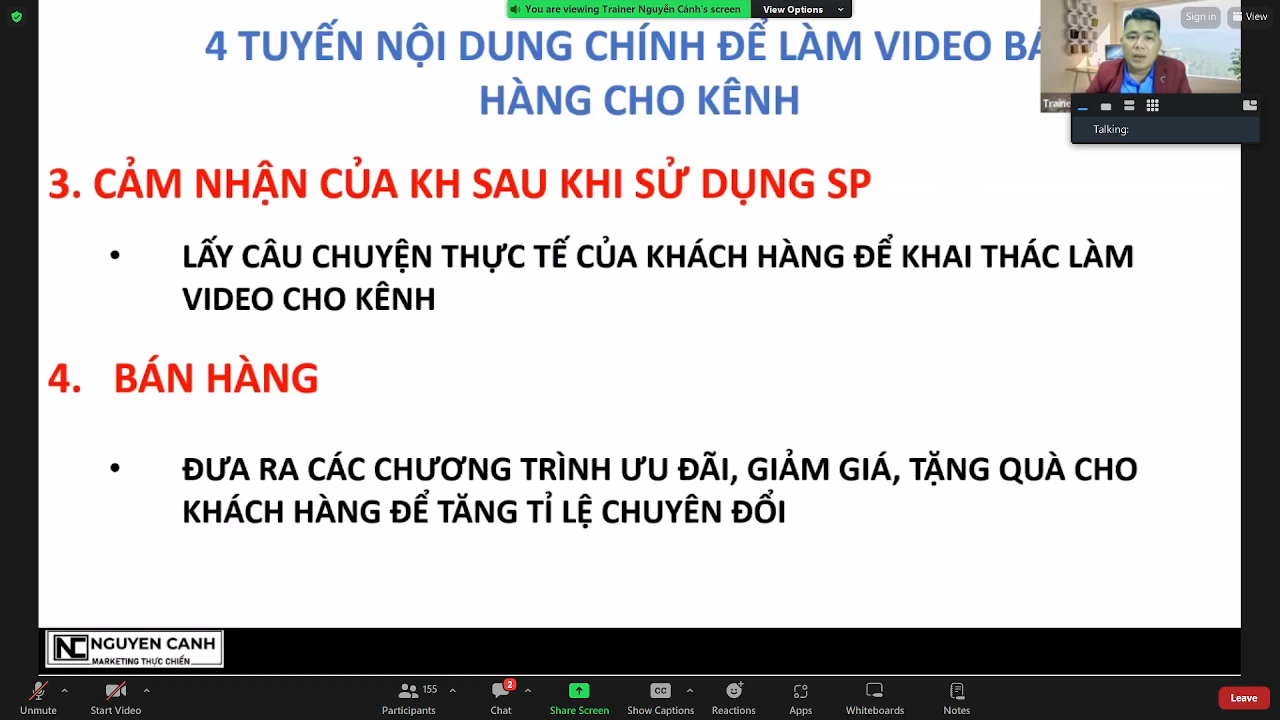 You are viewing Trainer Nguyễn Cảnh's screen
View Options
Sign in
View
4 TUYẾN NỘI DUNG CHÍNH ĐỂ LÀM VIDEO
HÀNG CHO KÊNH
Talking:
3. CẢM NHẬN CỦA KH SAU KHI SỬ DỤNG SP
• LẤY CÂU CHUYỆN THỰC TẾ CỦA KHÁCH HÀNG ĐỂ KHAI THÁC LÀM
VIDEO CHO KÊNH
4. BÁN HÀNG
• ĐƯA RA CÁC CHƯƠNG TRÌNH ƯU ĐÃI, GIẢM GIÁ, TẶNG QUÀ CHO
KHÁCH HÀNG ĐỂ TĂNG TỈ LỆ CHUYÊN ĐỔI
NC NGUYEN CANH
MARKETING THỰC CHIẾN
155
2
CC
Unmute
Start Video
Participants
Chat
Share Screen
Show Captions
Reactions
Apps
Whiteboards
Notes
Leave